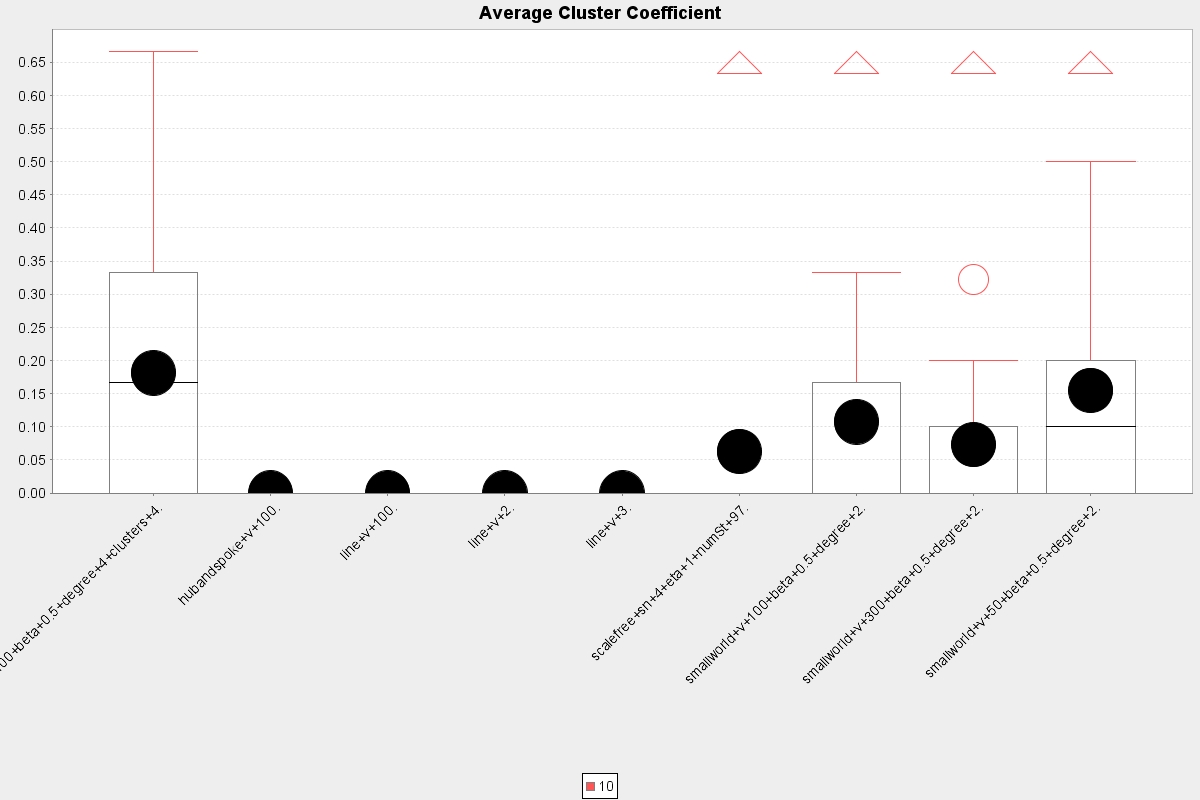 Average Cluster Coefficient
0.65
0.60
0.55
0.50
0.45
0.40
0.35
0.30
0.25
0.20
0.15
0.10
0.05
0.00
00+beta+0.5+degree+4+clusters+4.
hubandspoke+v+100.
line+v+100.
line+v+2.
line+v+3.
scalefree+sn+4+eta+1+numSt+97.
smallworld+v+100+beta+0.5+degree+2.
smallworld+v+300+beta+0.5+degree+2.
smallworld+v+50+beta+0.5+degree+2.
10